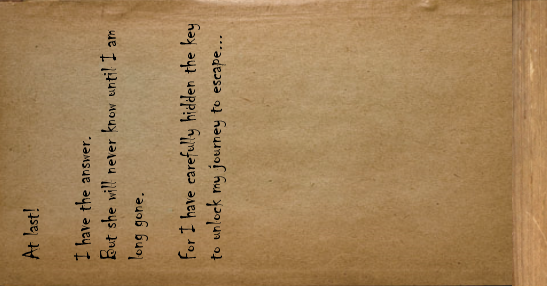 At last!
I have the answer.
But she will never know until I am
long gone.
For I have carefully hidden the key
to unlock my journey to escape...